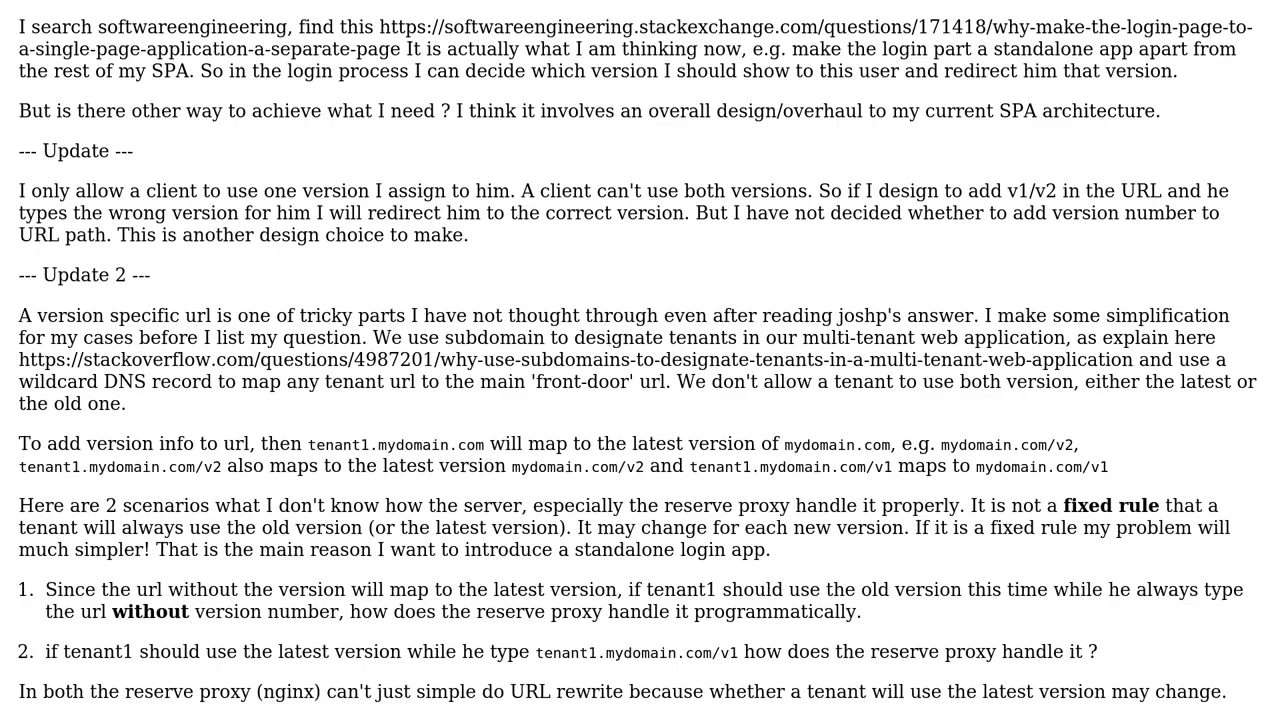 I search softwareengineering, find this https://softwareengineering.stackexchange.com/questions/171418/why-make-the-login-page-to-
a-single-page-application-a-separate-page It is actually what I am thinking now, e.g. make the login part a standalone app apart from
the rest of my SPA. So in the login process I can decide which version I should show to this user and redirect him that version.
But is there other way to achieve what I need ? I think it involves an overall design/overhaul to my current SPA architecture.
--- Update ---
I only allow a client to use one version I assign to him. A client can't use both versions. So if I design to add v1/v2 in the URL and he
types the wrong version for him I will redirect him to the correct version. But I have not decided whether to add version number to
URL path. This is another design choice to make.
--- Update 2 ---
A version specific url is one of tricky parts I have not thought through even after reading joshp's answer. I make some simplification
for my cases before I list my question. We use subdomain to designate tenants in our multi-tenant web application, as explain here
https://stackoverflow.com/questions/4987201/why-use-subdomains-to-designate-tenants-in-a-multi-tenant-web-application and use a
wildcard DNS record to map any tenant url to the main 'front-door' url. We don't allow a tenant to use both version, either the latest or
the old one.
To add version info to url, then tenant1.mydomain.com will map to the latest version of mydomain.com, e.g. mydomain.com/v2,
tenant1.mydomain.com/v2 also maps to the latest version mydomain.com/v2 and tenant1.mydomain.com/v1 maps to mydomain.com/v1
Here are 2 scenarios what I don't know how the server, especially the reserve proxy handle it properly. It is not a fixed rule that a
tenant will always use the old version (or the latest version). It may change for each new version. If it is a fixed rule my problem will
much simpler! That is the main reason I want to introduce a standalone login app.
1. Since the url without the version will map to the latest version, if tenant1 should use the old version this time while he always type
the url without version number, how does the reserve proxy handle it programmatically.
2. if tenant1 should use the latest version while he type tenant1.mydomain.com/v1 how does the reserve proxy handle it ?
In both the reserve proxy (nginx) can't just simple do URL rewrite because whether a tenant will use the latest version may change.